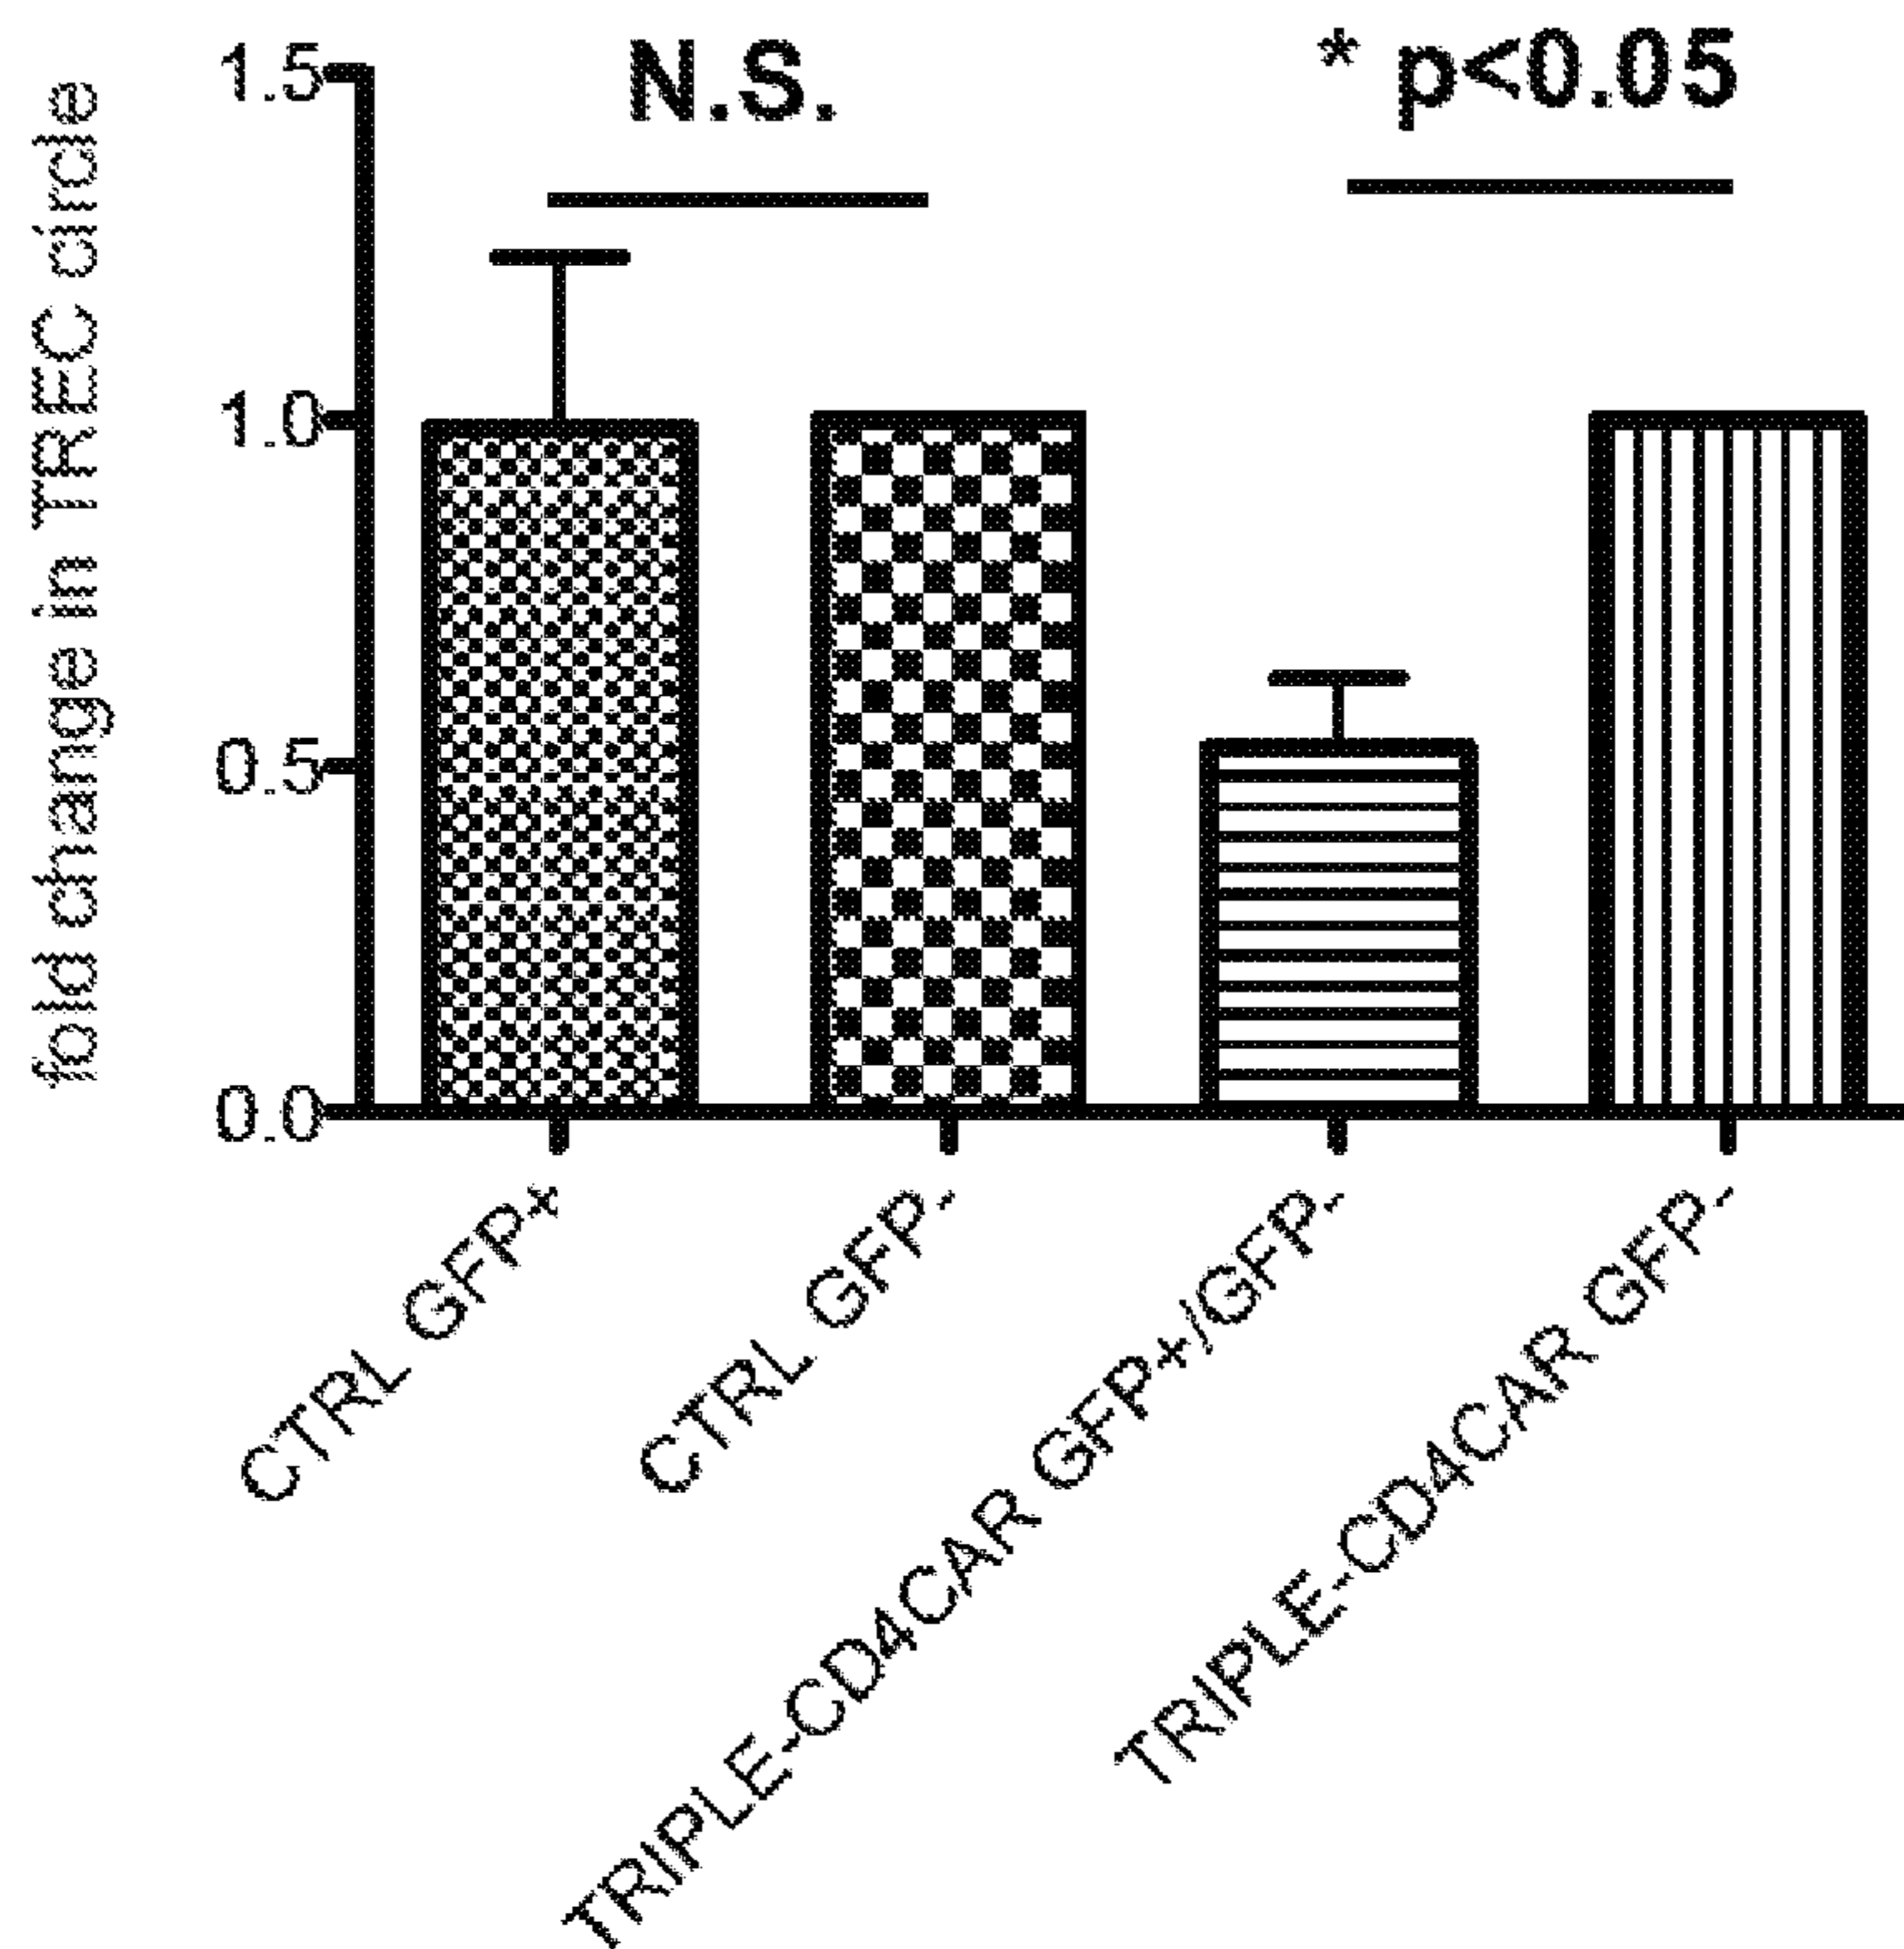 N.S.
* p<0.05
fold change in TREC circle
1.5
1.0
0.5
0.0
CTRL GFP+
CTRL GFP-
TRIPLE-CD4CAR GFP+/GFP-
TRIPLE-CD4CAR GFP-